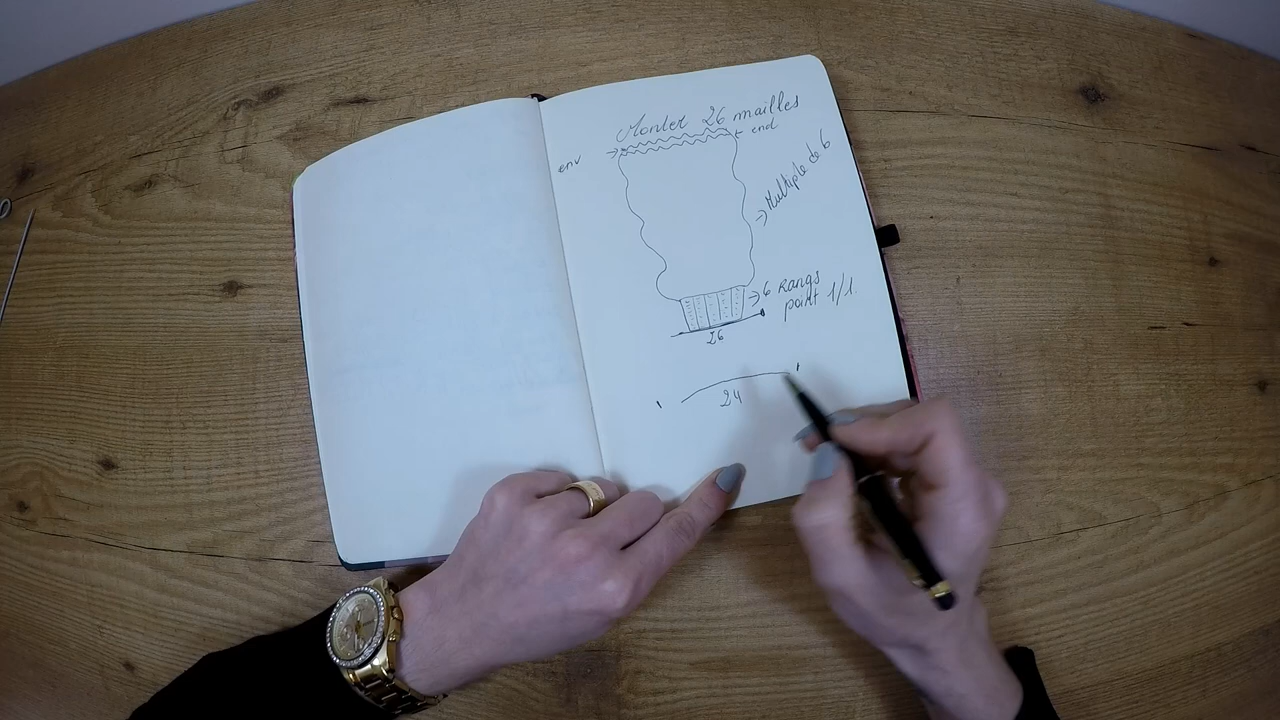 Monter 26 mailles
env
end
Multiple de 6
6 rangs
point 1/1.
26
24